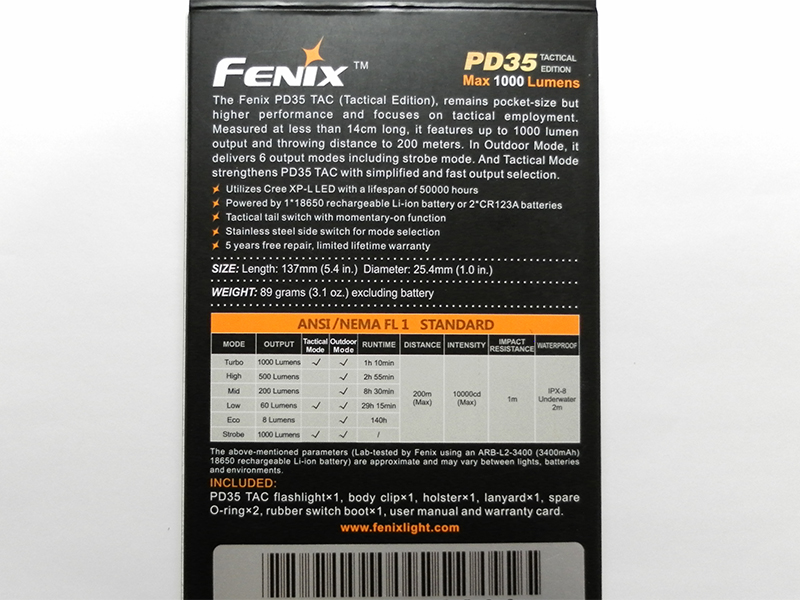 FENIX™
PD35 TACTICAL EDITION
Max 1000 Lumens
The Fenix PD35 TAC (Tactical Edition), remains pocket-size but
higher performance and focuses on tactical employment.
Measured at less than 14cm long, it features up to 1000 lumen
output and throwing distance to 200 meters. In Outdoor Mode, it
delivers 6 output modes including strobe mode. And Tactical Mode
strengthens PD35 TAC with simplified and fast output selection.
Utilizes Cree XP-L LED with a lifespan of 50000 hours
Powered by 1*18650 rechargeable Li-ion battery or 2*CR123A batteries
Tactical tail switch with momentary-on function
Stainless steel side switch for mode selection
5 years free repair, limited lifetime warranty
SIZE: Length: 137mm (5.4 in.) Diameter: 25.4mm (1.0 in.)
WEIGHT: 89 grams (3.1 oz.) excluding battery
ANSI/NEMA FL 1 STANDARD
MODE OUTPUT Tactical Mode Outdoor Mode RUNTIME DISTANCE INTENSITY IMPACT RESISTANCE WATERPROOF
Turbo 1000 Lumens ✓ ✓ 1h 10min
High 500 Lumens ✓ 2h 55min
Mid 200 Lumens ✓ 8h 30min
Low 60 Lumens ✓ ✓ 29h 15min
Eco 8 Lumens ✓ 140h
Strobe 1000 Lumens ✓ ✓ /
200m (Max) 10000cd (Max) 1m IPX-8 Underwater 2m
The above-mentioned parameters (Lab-tested by Fenix using an ARB-L2-3400 (3400mAh)
18650 rechargeable Li-ion battery) are approximate and may vary between lights, batteries
and environments.
INCLUDED:
PD35 TAC flashlight×1, body clip×1, holster×1, lanyard×1, spare
O-ring×2, rubber switch boot×1, user manual and warranty card.
www.fenixlight.com